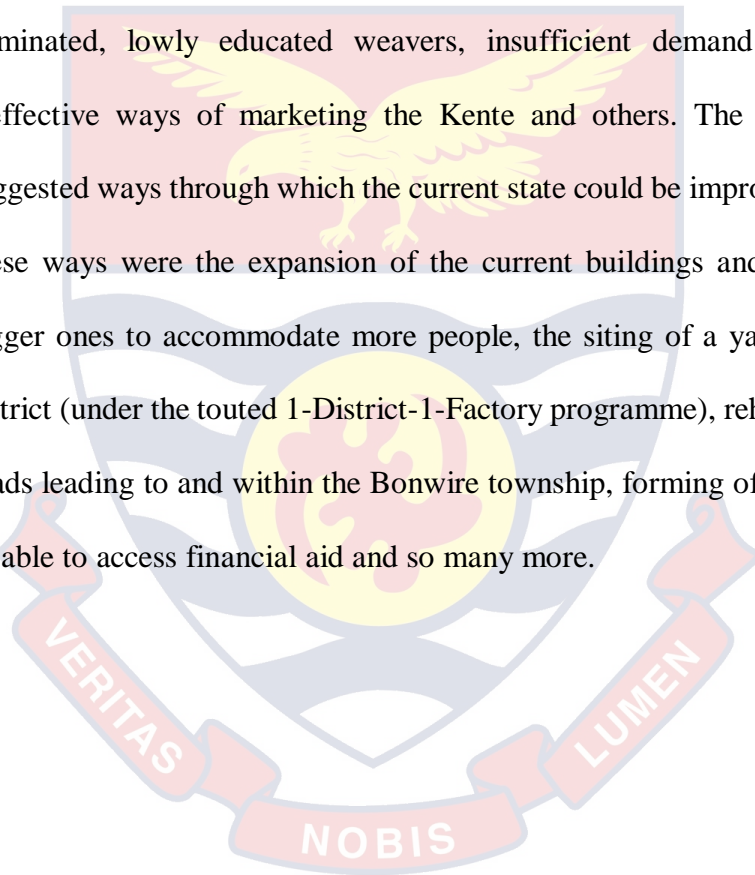 uminated, lowly educated weavers, insufficient demand
effective ways of marketing the Kente and others. The
ggested ways through which the current state could be impro
ese ways were the expansion of the current buildings and
gger ones to accommodate more people, the siting of a ya
trict (under the touted 1-District-1-Factory programme), reh
ads leading to and within the Bonwire township, forming of
able to access financial aid and so many more.
VERITAS
NOBIS
LUMEN